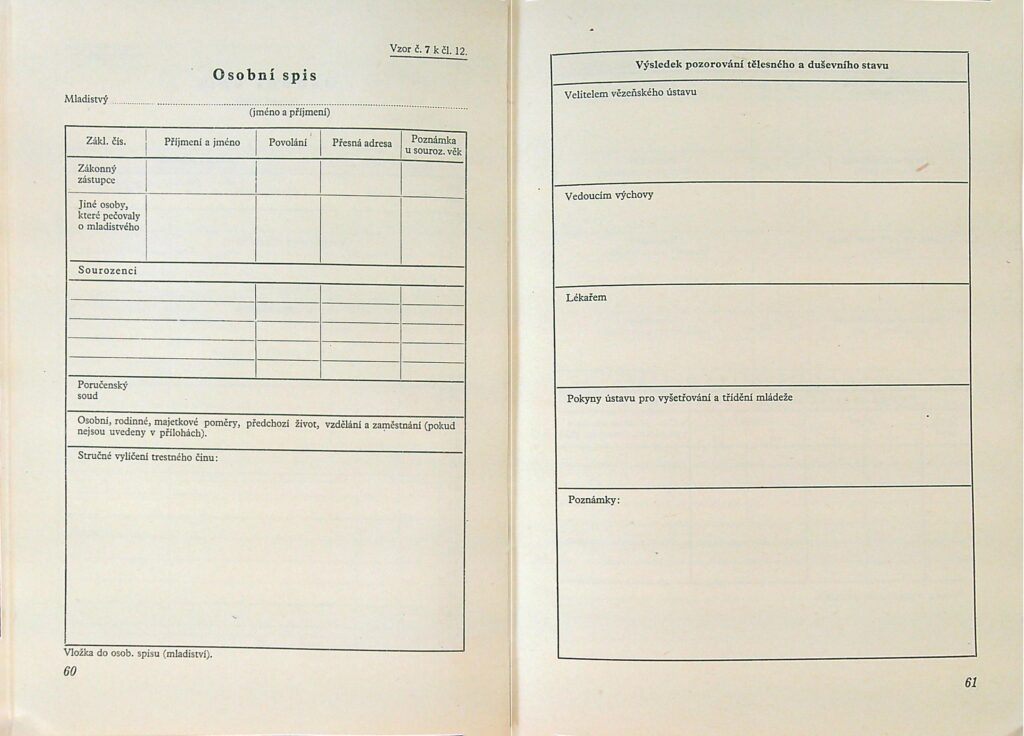 Vzor č. 7 k čl. 12.
Osobní spis
Mladistvý
(jméno a příjmení)
Zákl. čís.
Příjmení a jméno
Povolání
Přesná adresa
Poznámka
u souroz. věk
Zákonný
zástupce
Jiné osoby,
které pečovaly
o mladistvého
Sourozenci
Poručenský
soud
Osobní, rodinné, majetkové poměry, předchozí život, vzdělání a zaměstnání (pokud
nejsou uvedeny v přílohách).
Stručné vylíčení trestného činu:
Vložka do osob. spisu (mladiství).
60
Výsledek pozorování tělesného a duševního stavu
Velitelem vězeňského ústavu
Vedoucím výchovy
Lékařem
Pokyny ústavu pro vyšetřování a třídění mládeže
Poznámky:
61